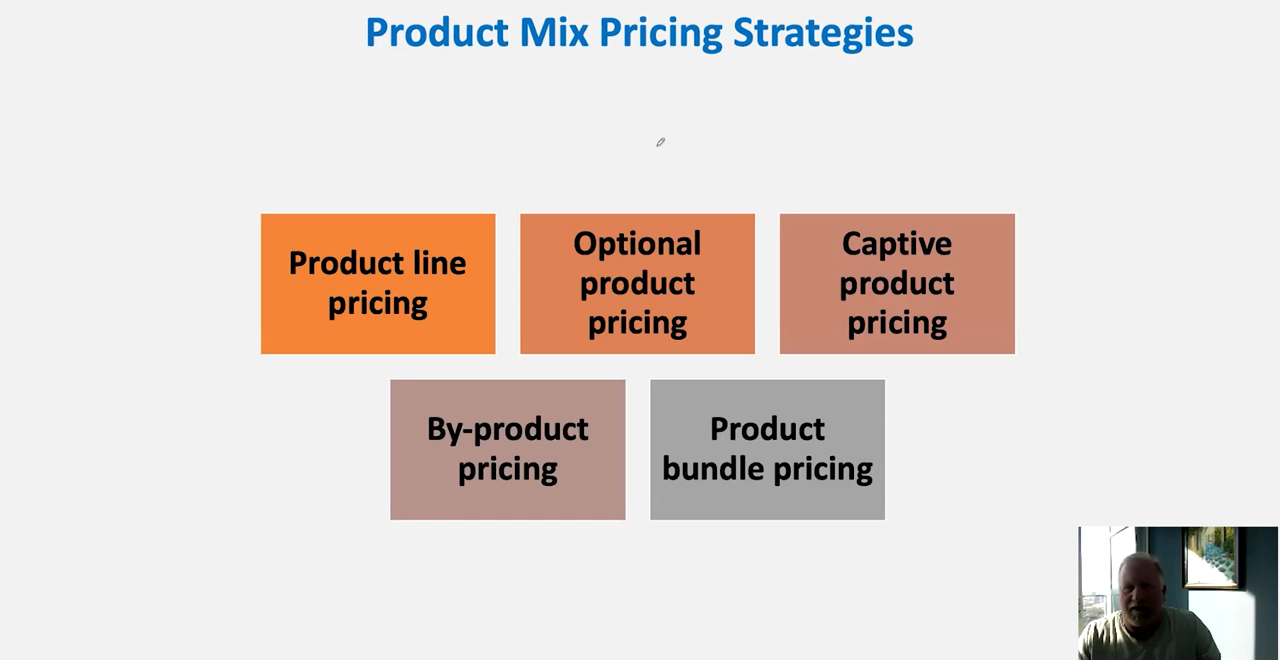 Product Mix Pricing Strategies
Product line
pricing
Optional
product
pricing
Captive
product
pricing
By-product
pricing
Product
bundle pricing